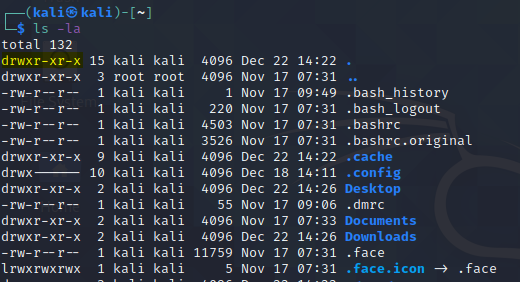 ┌──(kali㉿kali)-[~]
└─$ ls -la
total 132
drwxr-xr-x 15 kali kali  4096 Dec 22 14:22 .
drwxr-xr-x  3 root root  4096 Nov 17 07:31 ..
-rw-r--r--  1 kali kali     1 Nov 17 09:49 .bash_history
-rw-r--r--  1 kali kali   220 Nov 17 07:31 .bash_logout
-rw-r--r--  1 kali kali  4503 Nov 17 07:31 .bashrc
-rw-r--r--  1 kali kali  3526 Nov 17 07:31 .bashrc.original
drwxr-xr-x  9 kali kali  4096 Dec 22 14:22 .cache
drwx------ 10 kali kali  4096 Dec 18 14:11 .config
drwxr-xr-x  2 kali kali  4096 Dec 22 14:26 Desktop
-rw-r--r--  1 kali kali    55 Nov 17 09:06 .dmrc
drwxr-xr-x  2 kali kali  4096 Nov 17 07:33 Documents
drwxr-xr-x  2 kali kali  4096 Dec 22 14:26 Downloads
-rw-r--r--  1 kali kali 11759 Nov 17 07:31 .face
lrwxrwxrwx  1 kali kali     5 Nov 17 07:31 .face.icon -> .face